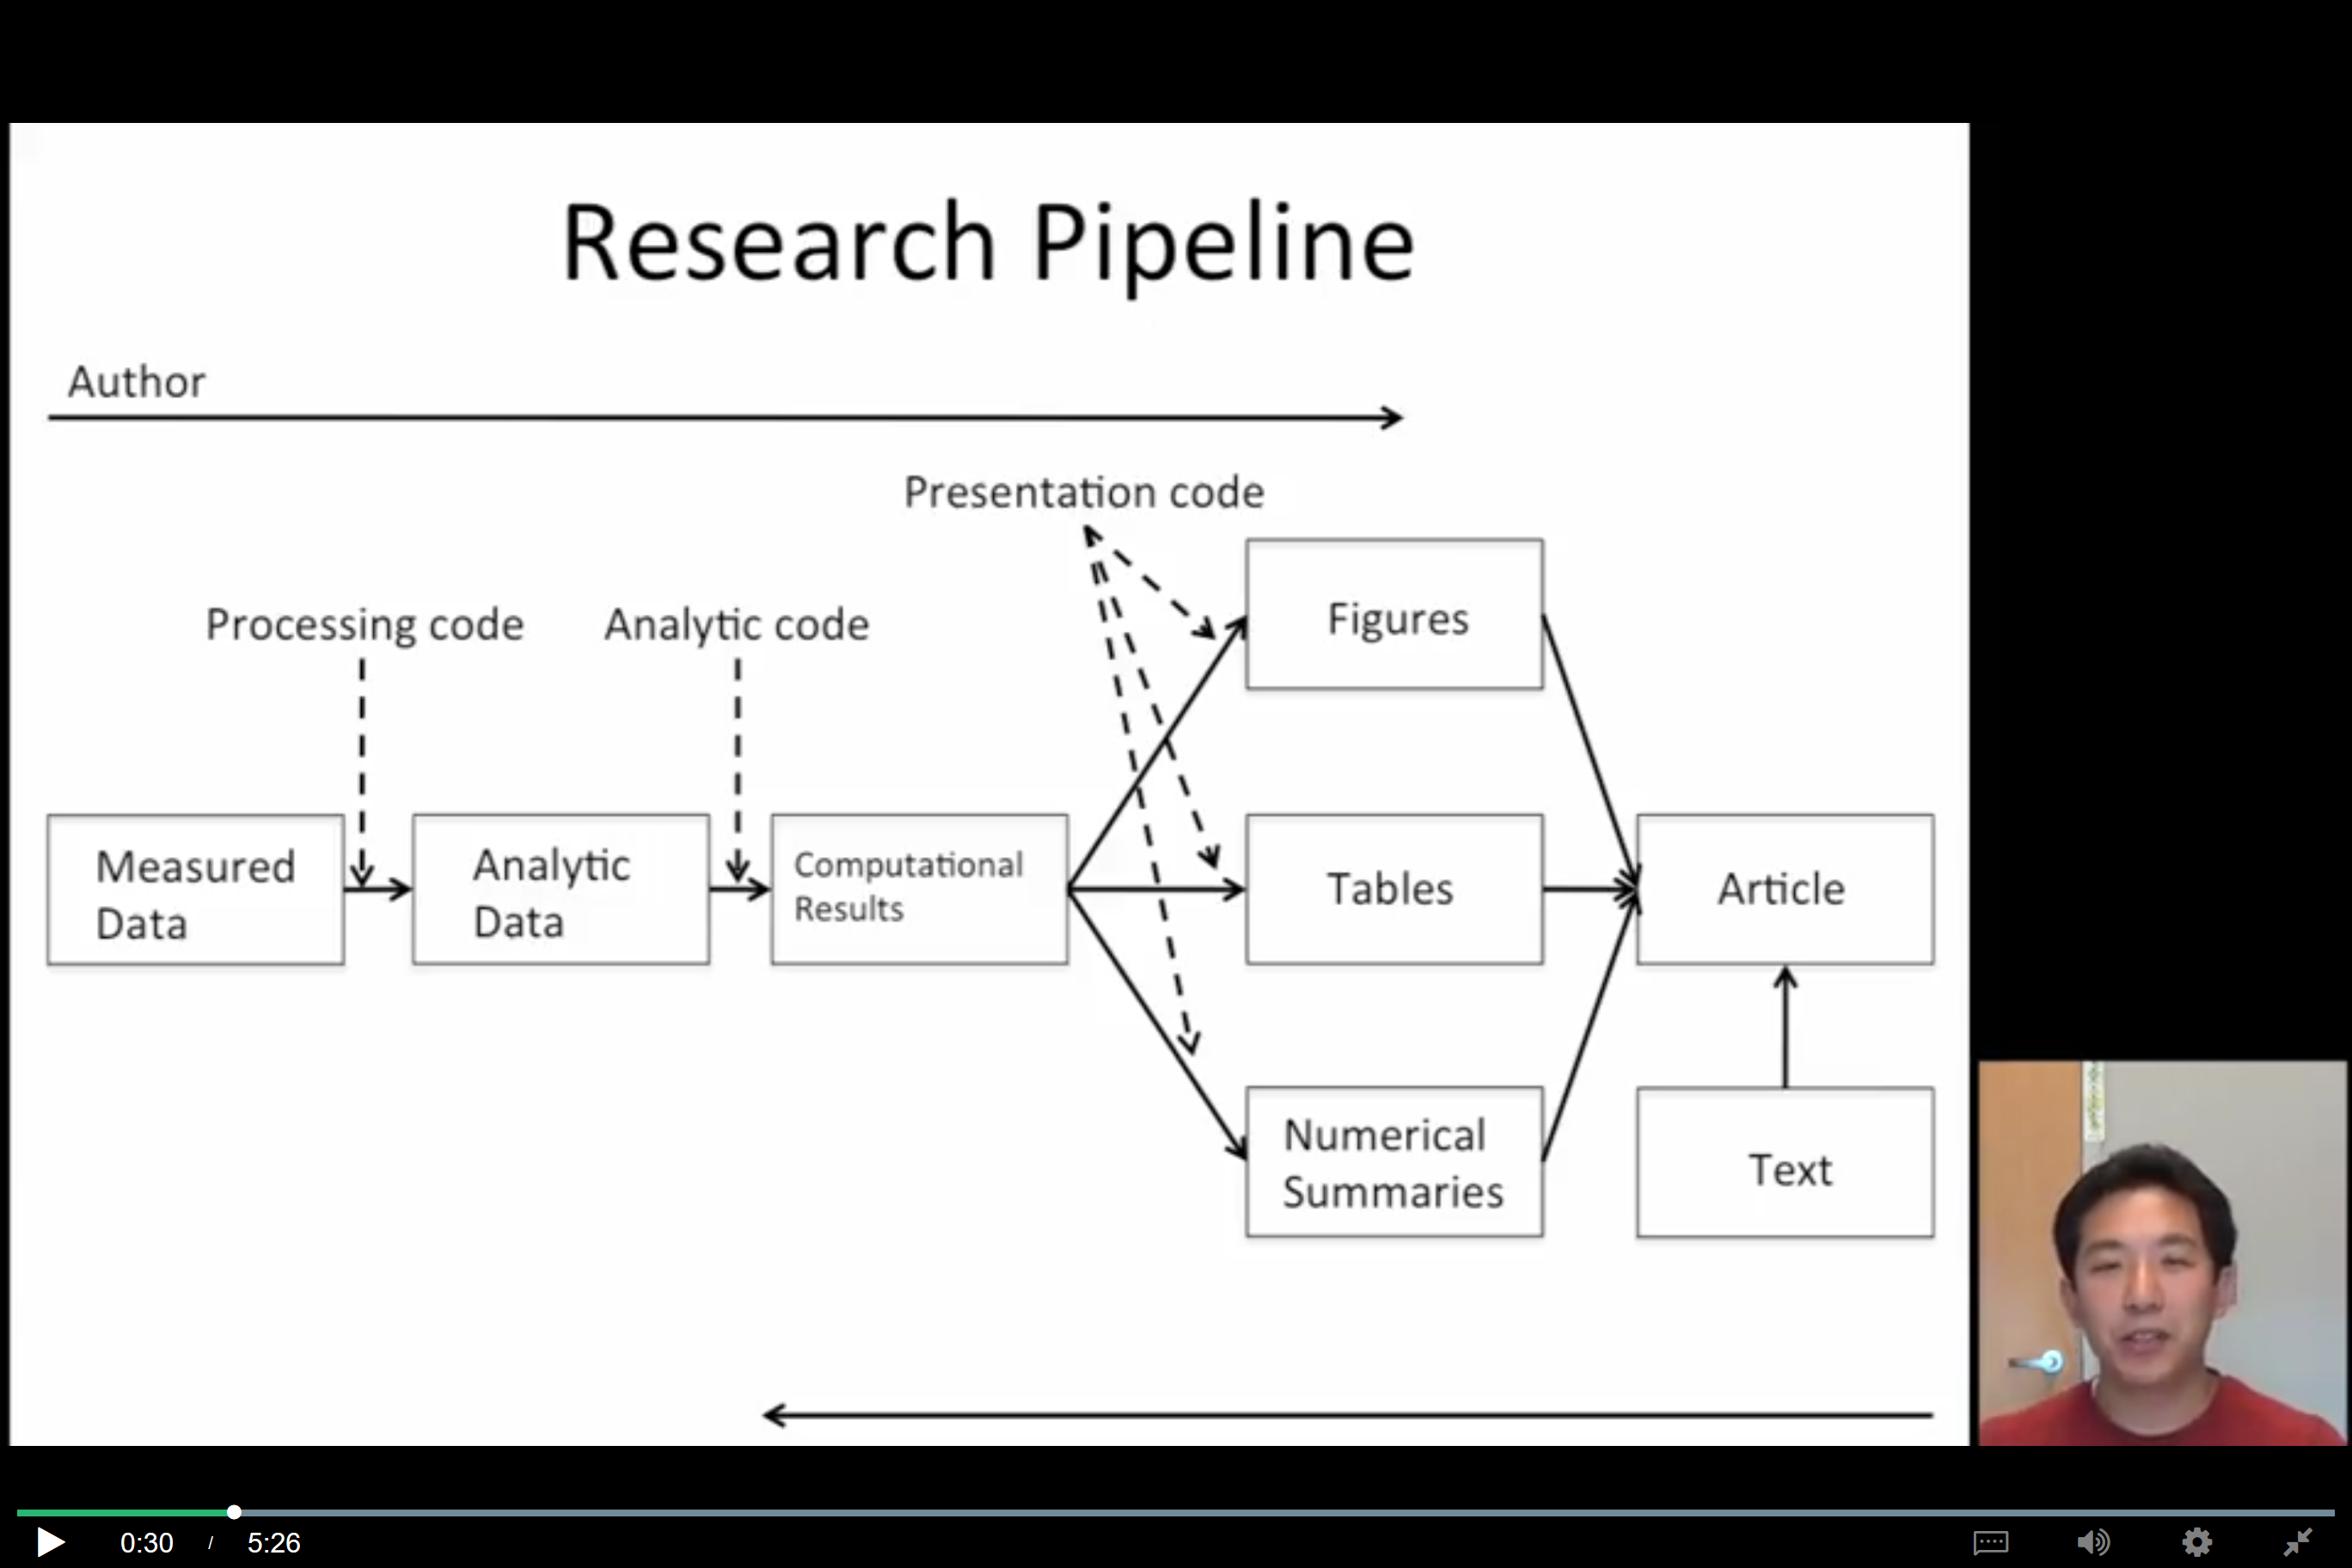 Research Pipeline
Author
Presentation code
Processing code
Analytic code
Figures
Measured
Data
Analytic
Data
Computational
Results
Tables
Article
Numerical
Summaries
Text
0:30 / 5:26